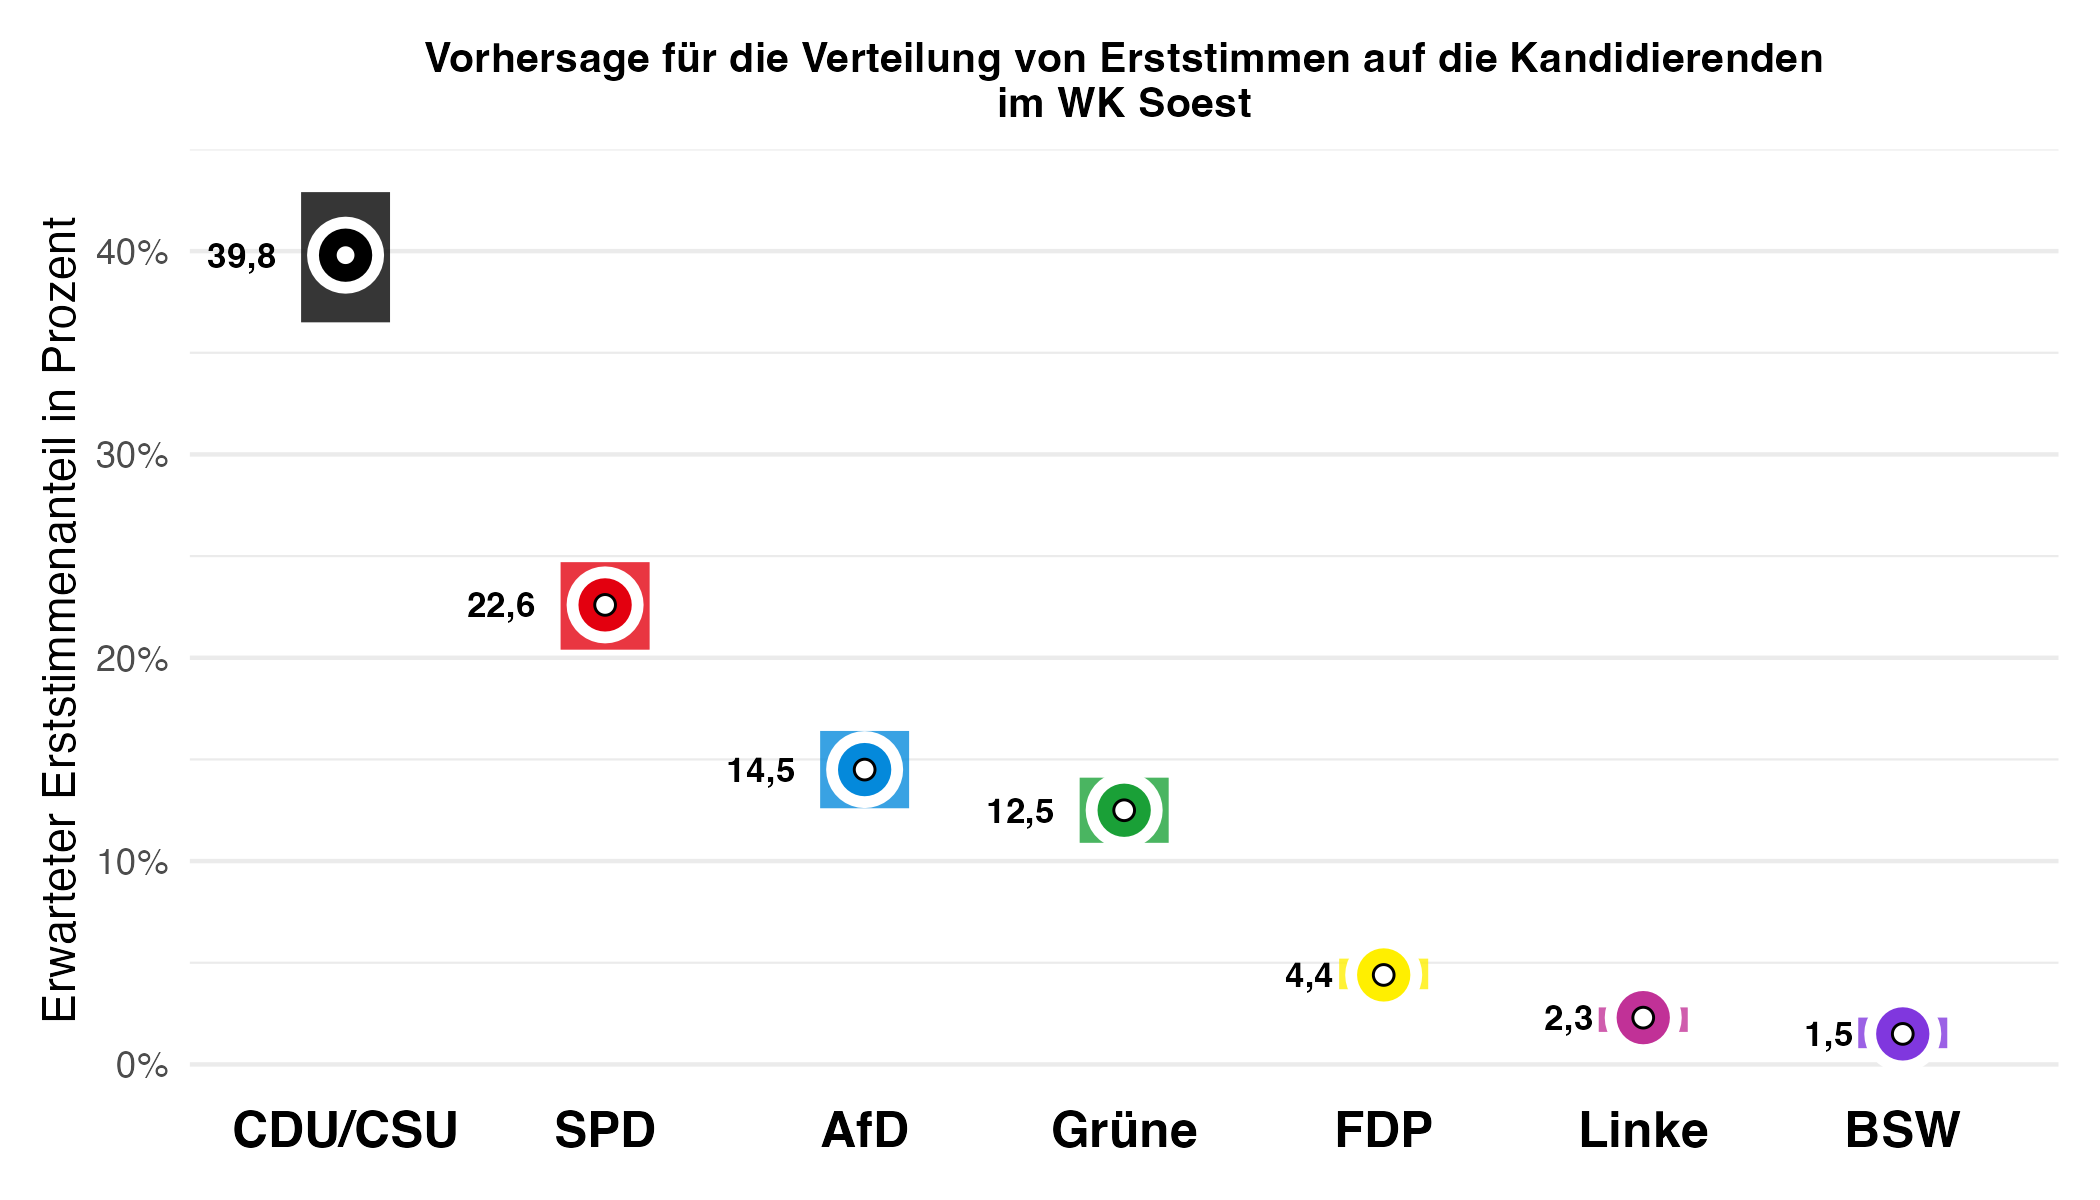 Vorhersage für die Verteilung von Erststimmen auf die Kandidierenden
im WK Soest
Erwarteter Erststimmenanteil in Prozent
40%
30%
20%
10%
0%
39,8
22,6
14,5
12,5
4,4
2,3
1,5
CDU/CSU
SPD
AfD
Grüne
FDP
Linke
BSW